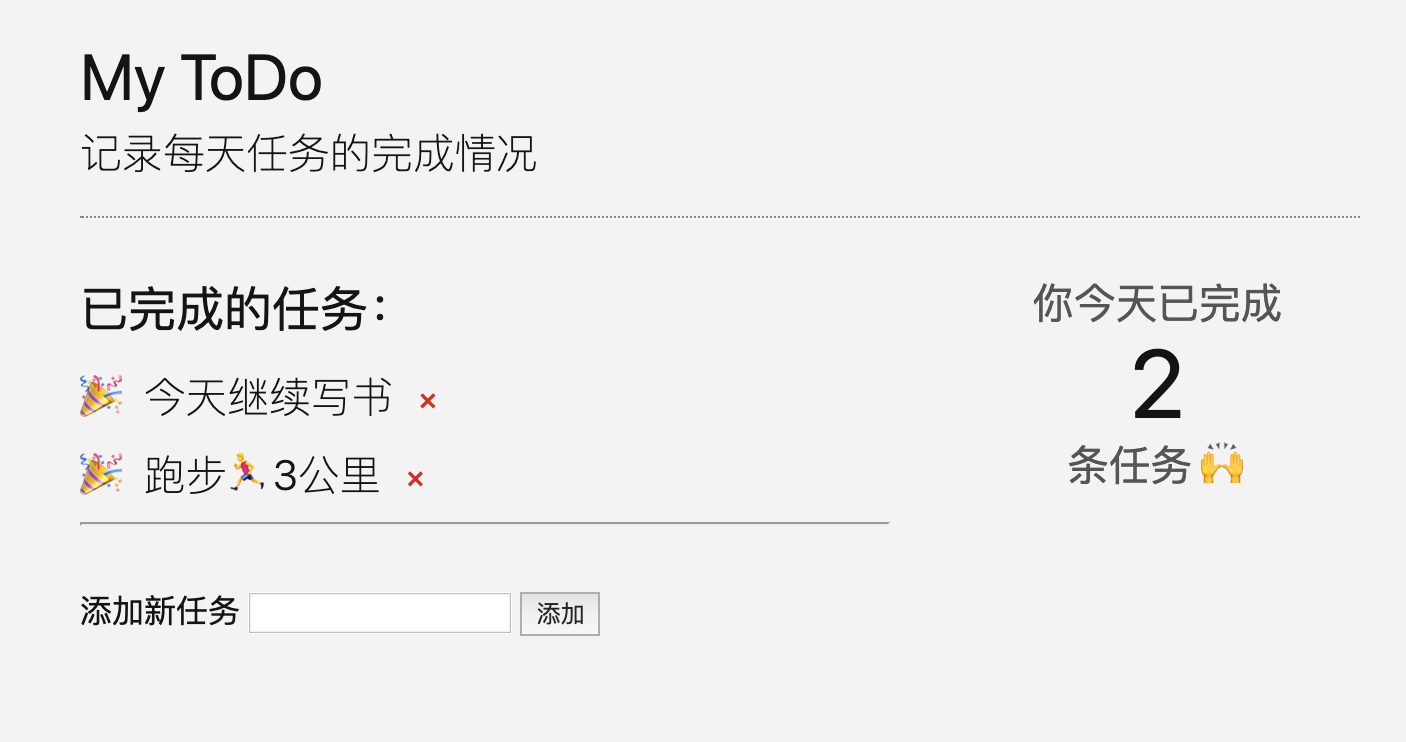 My ToDo
记录每天任务的完成情况
已完成的任务：
🎉 今天继续写书 ×
🎉 跑步🏃, 3公里 ×
添加新任务 添加
你今天已完成
2
条任务🙌